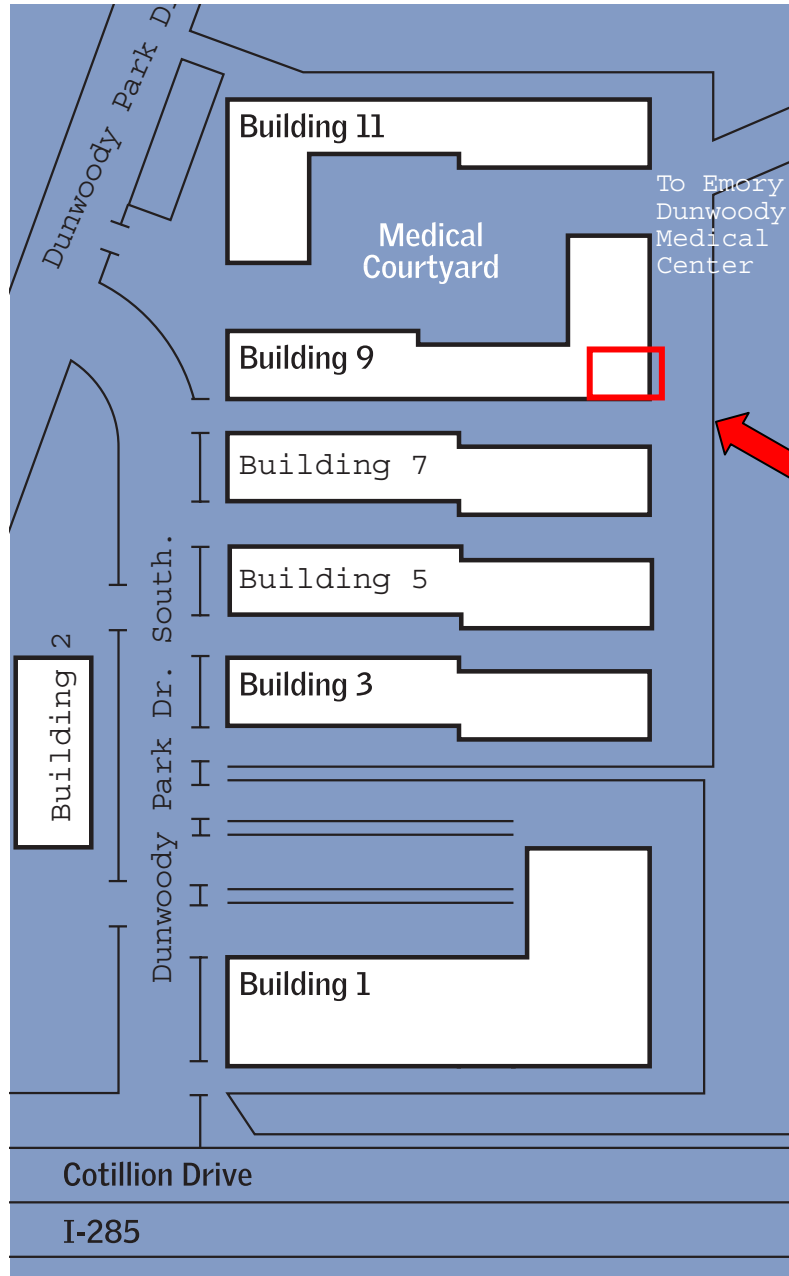 Dunwoody Park D
Building 11
To Emory
Dunwoody
Medical
Center
Medical
Courtyard
Building 9
Building 7
Building 5
Building 3
Building 2
Dunwoody Park Dr. South.
Building 1
Cotillion Drive
I-285